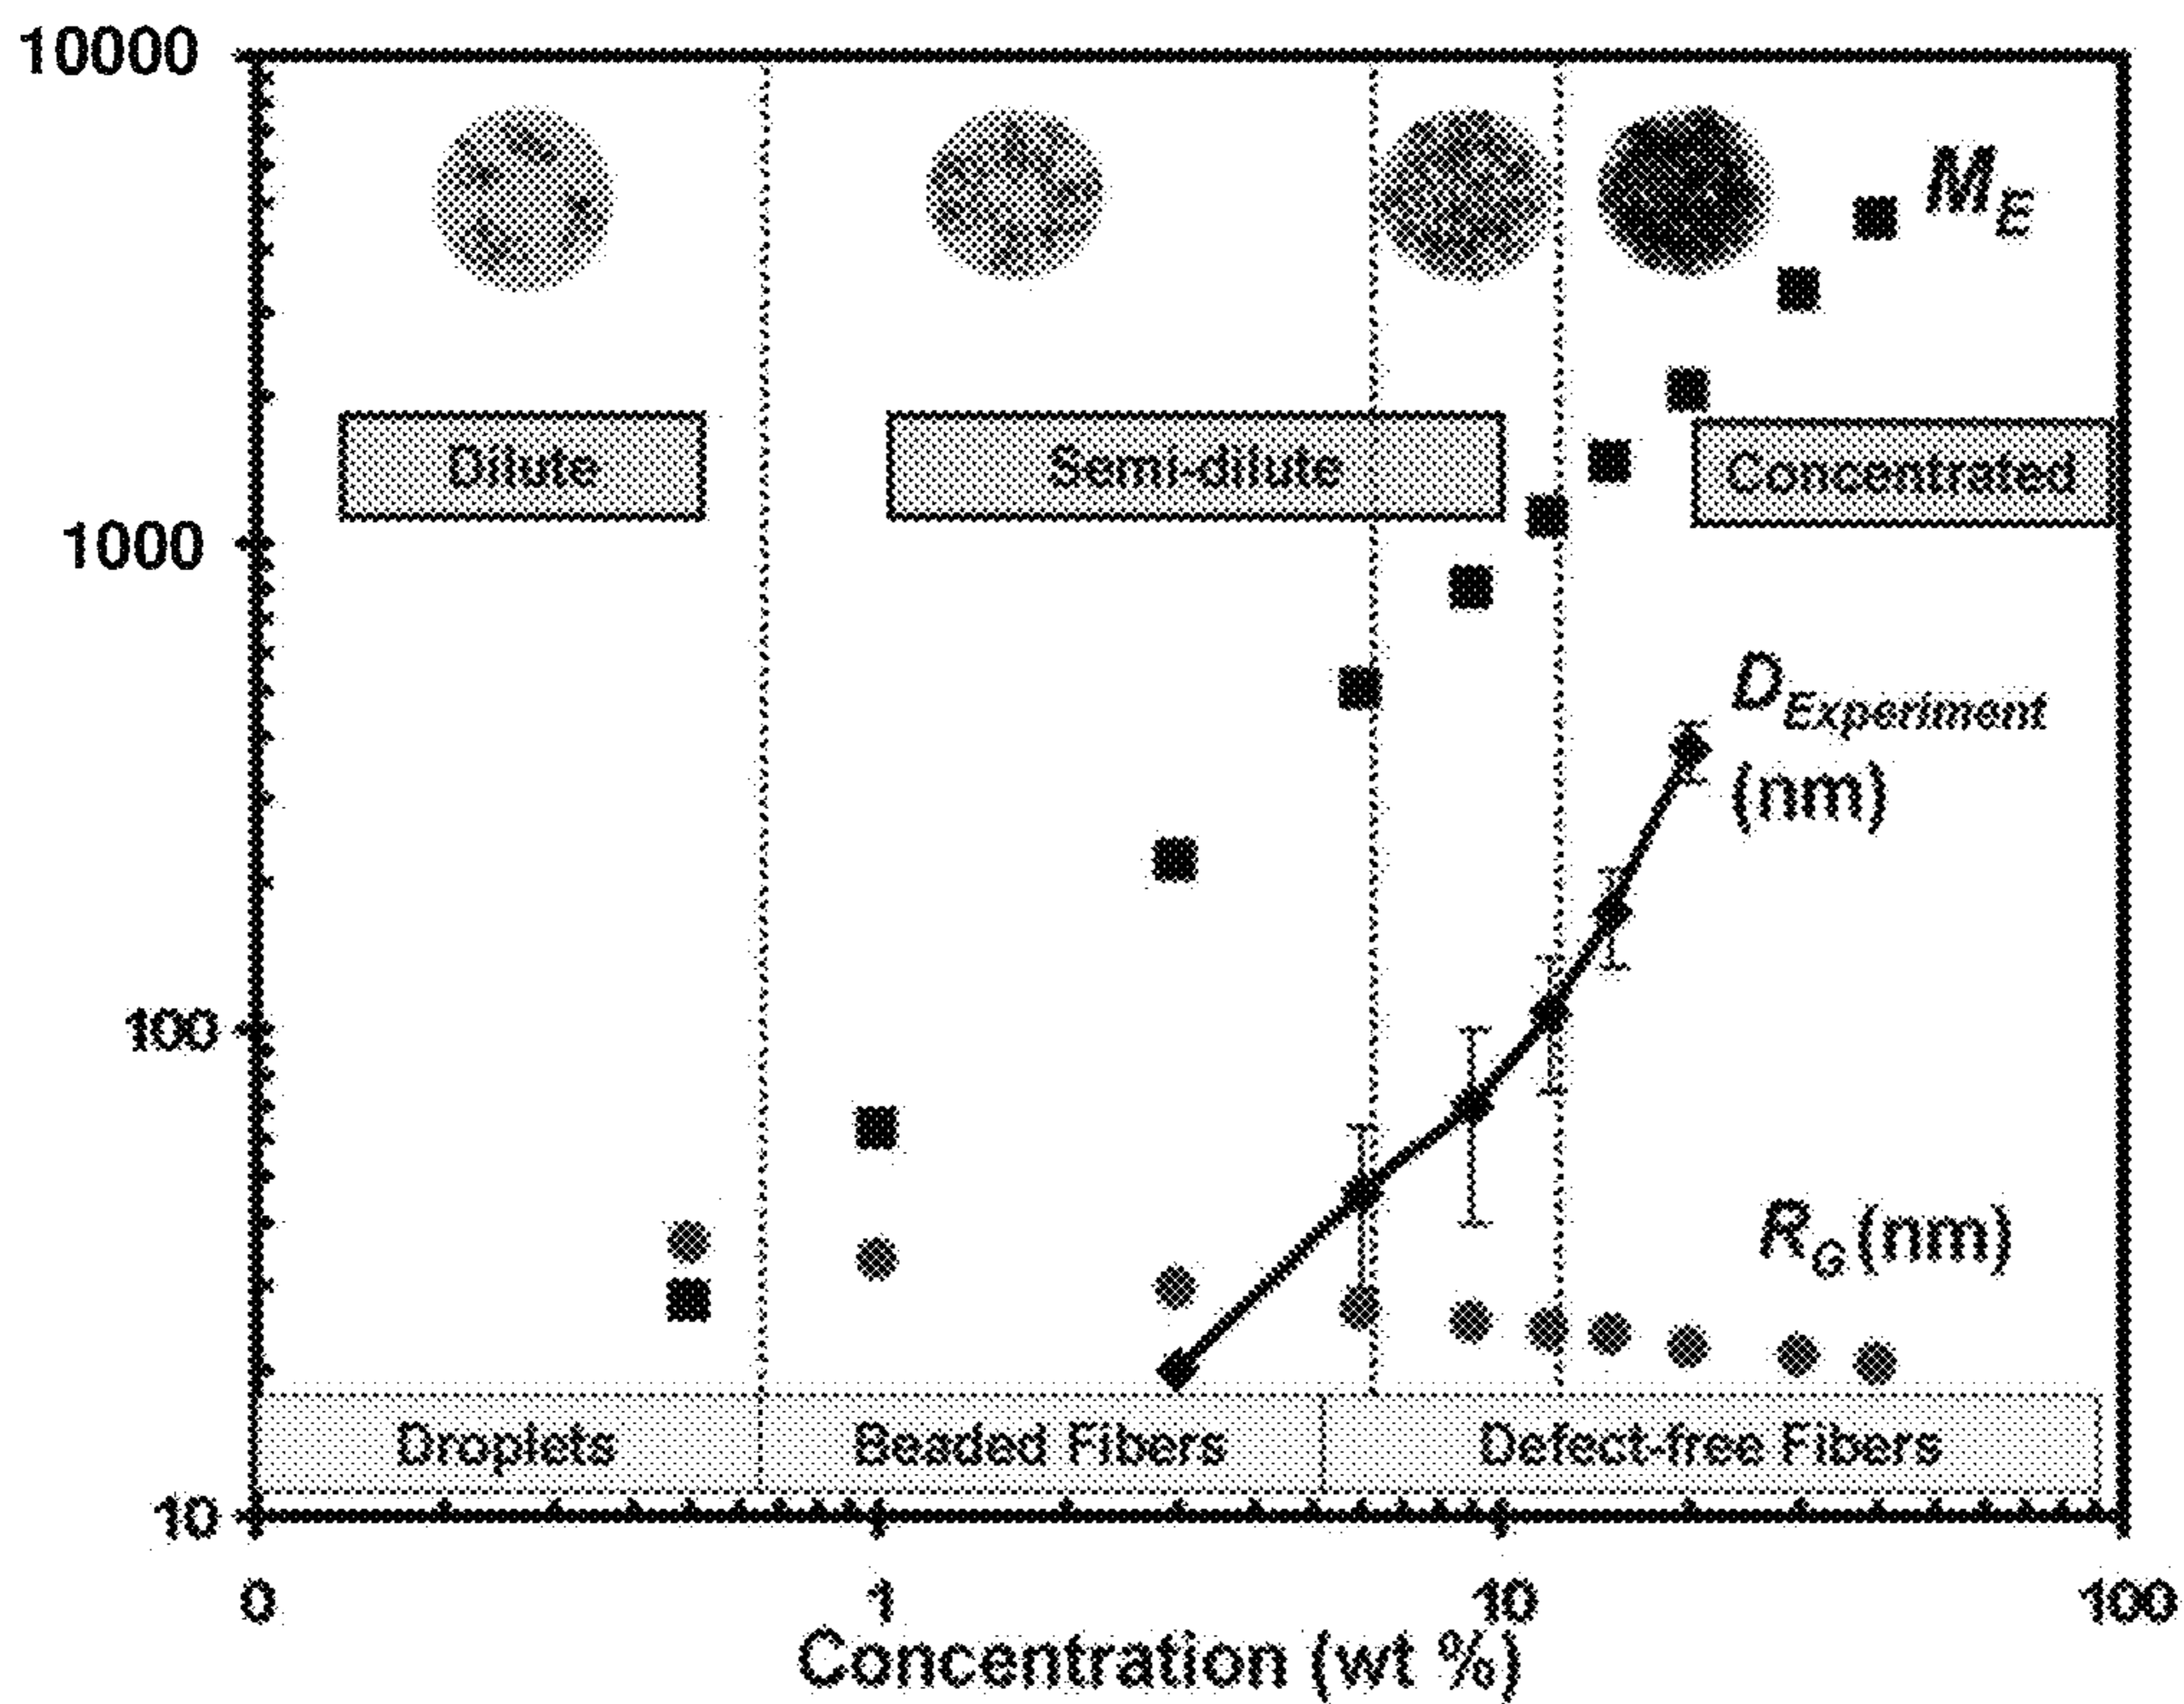 10000
M_E
Dilute
Semi-dilute
Concentrated
1000
D_Experiment
(nm)
100
R_G (nm)
Droplets
Beaded Fibers
Defect-free Fibers
10
0
1
10
100
Concentration (wt %)